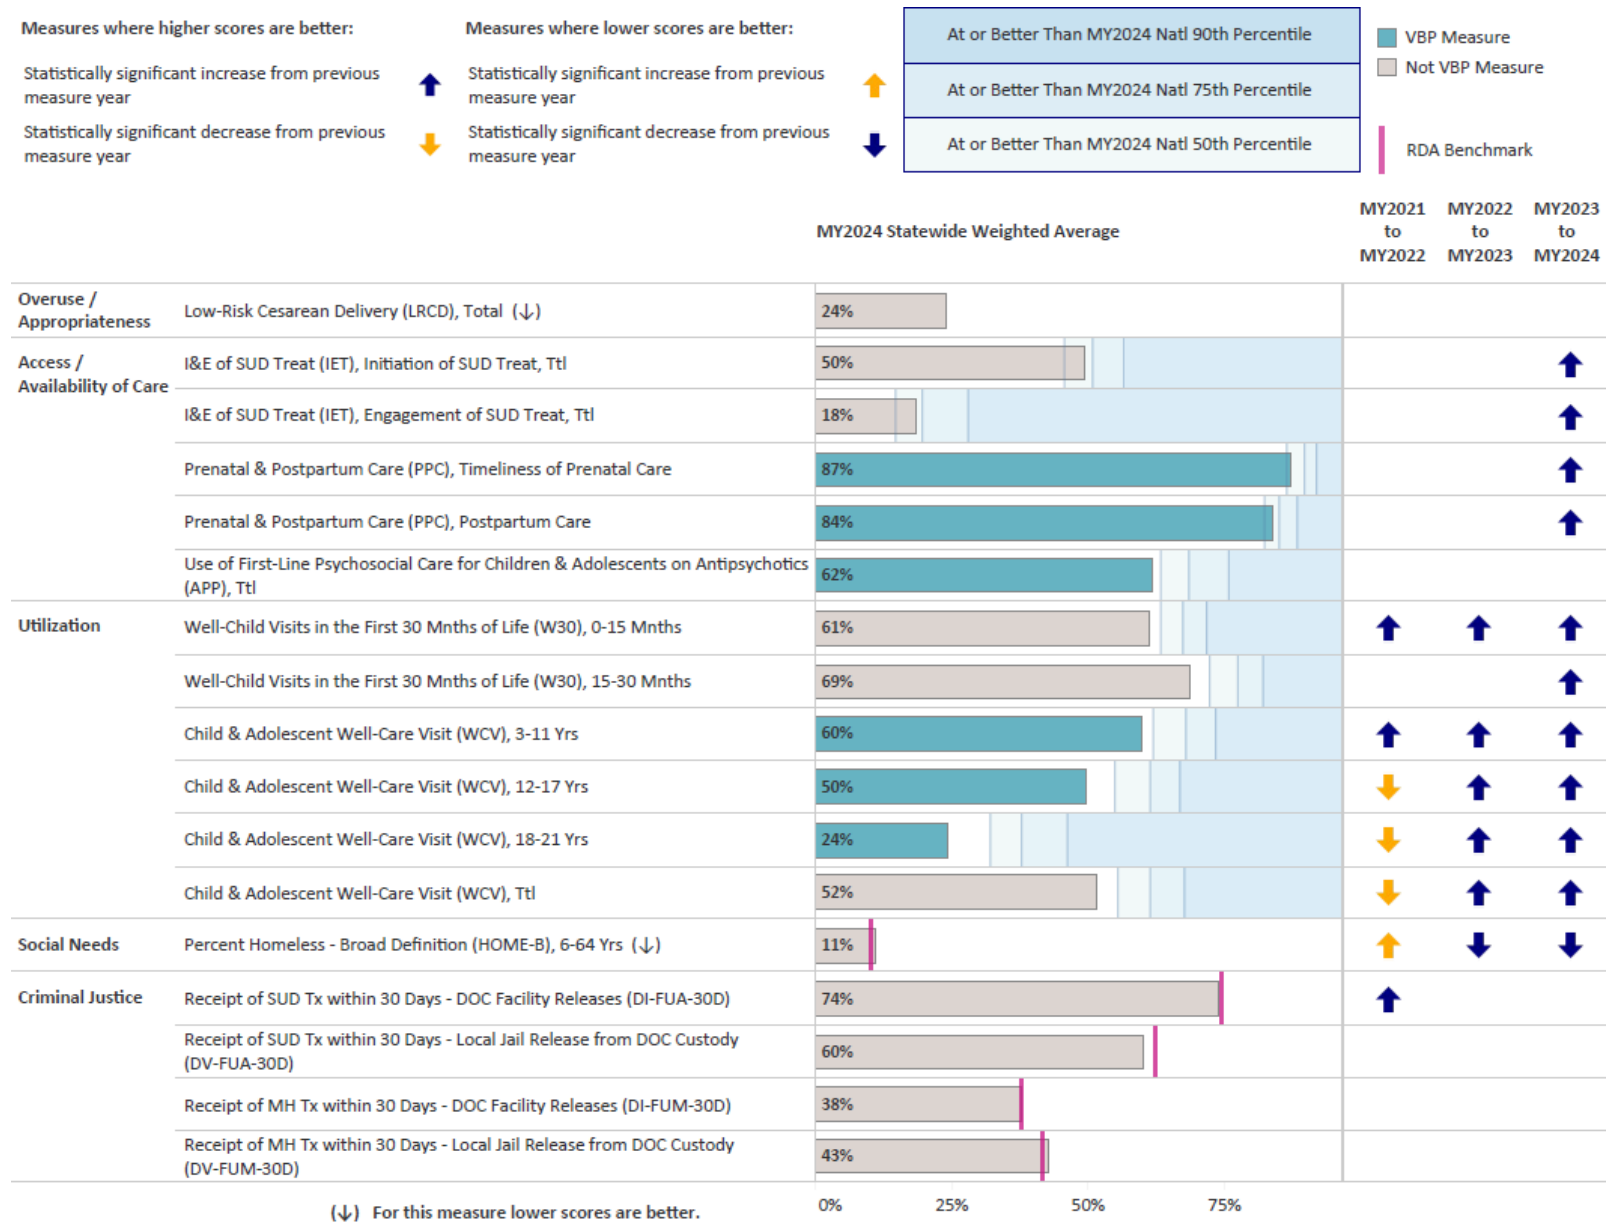 Measures where higher scores are better:
Statistically significant increase from previous
measure year
Statistically significant decrease from previous
measure year
Measures where lower scores are better:
Statistically significant increase from previous
measure year
Statistically significant decrease from previous
measure year
At or Better Than MY2024 Natl 90th Percentile
At or Better Than MY2024 Natl 75th Percentile
At or Better Than MY2024 Natl 50th Percentile
VBP Measure
Not VBP Measure
RDA Benchmark
MY2024 Statewide Weighted Average
MY2021
to
MY2022
MY2022
to
MY2023
MY2023
to
MY2024
Overuse /
Appropriateness
Low-Risk Cesarean Delivery (LRCD), Total (↓)
24%
Access /
Availability of Care
I&E of SUD Treat (IET), Initiation of SUD Treat, Ttl
50%
I&E of SUD Treat (IET), Engagement of SUD Treat, Ttl
18%
Prenatal & Postpartum Care (PPC), Timeliness of Prenatal Care
87%
Prenatal & Postpartum Care (PPC), Postpartum Care
84%
Use of First-Line Psychosocial Care for Children & Adolescents on Antipsychotics
(APP), Ttl
62%
Utilization
Well-Child Visits in the First 30 Mnths of Life (W30), 0-15 Mnths
61%
Well-Child Visits in the First 30 Mnths of Life (W30), 15-30 Mnths
69%
Child & Adolescent Well-Care Visit (WCV), 3-11 Yrs
60%
Child & Adolescent Well-Care Visit (WCV), 12-17 Yrs
50%
Child & Adolescent Well-Care Visit (WCV), 18-21 Yrs
24%
Child & Adolescent Well-Care Visit (WCV), Ttl
52%
Social Needs
Percent Homeless - Broad Definition (HOME-B), 6-64 Yrs (↓)
11%
Criminal Justice
Receipt of SUD Tx within 30 Days - DOC Facility Releases (DI-FUA-30D)
74%
Receipt of SUD Tx within 30 Days - Local Jail Release from DOC Custody
(DV-FUA-30D)
60%
Receipt of MH Tx within 30 Days - DOC Facility Releases (DI-FUM-30D)
38%
Receipt of MH Tx within 30 Days - Local Jail Release from DOC Custody
(DV-FUM-30D)
43%
0%
25%
50%
75%
(↓) For this measure lower scores are better.